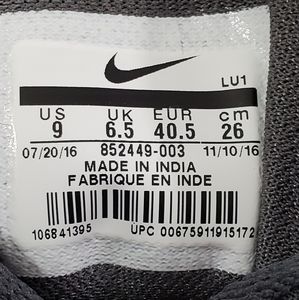 LU1
US UK EUR cm
9 6.5 40.5 26
07/20/16 852449-003 11/10/16
MADE IN INDIA
FABRIQUE EN INDE
106841395 UPC 00675911915172